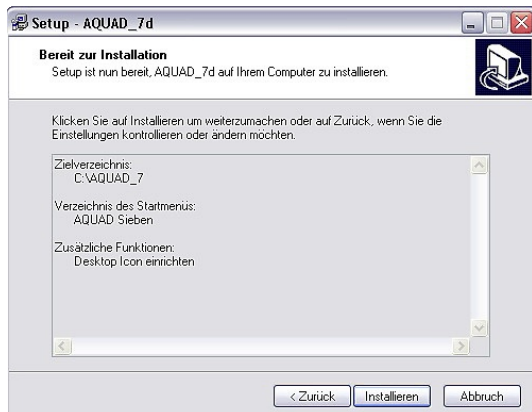 Setup - AQUAD_7d
Bereit zur Installation
Setup ist nun bereit, AQUAD_7d auf Ihrem Computer zu installieren.
Klicken Sie auf Installieren um weiterzumachen oder auf Zurück, wenn Sie die
Einstellungen kontrollieren oder ändern möchten.
Zielverzeichnis:
C:\AQUAD_7
Verzeichnis des Startmenüs:
AQUAD Sieben
Zusätzliche Funktionen:
Desktop Icon einrichten
< Zurück
Installieren
Abbruch